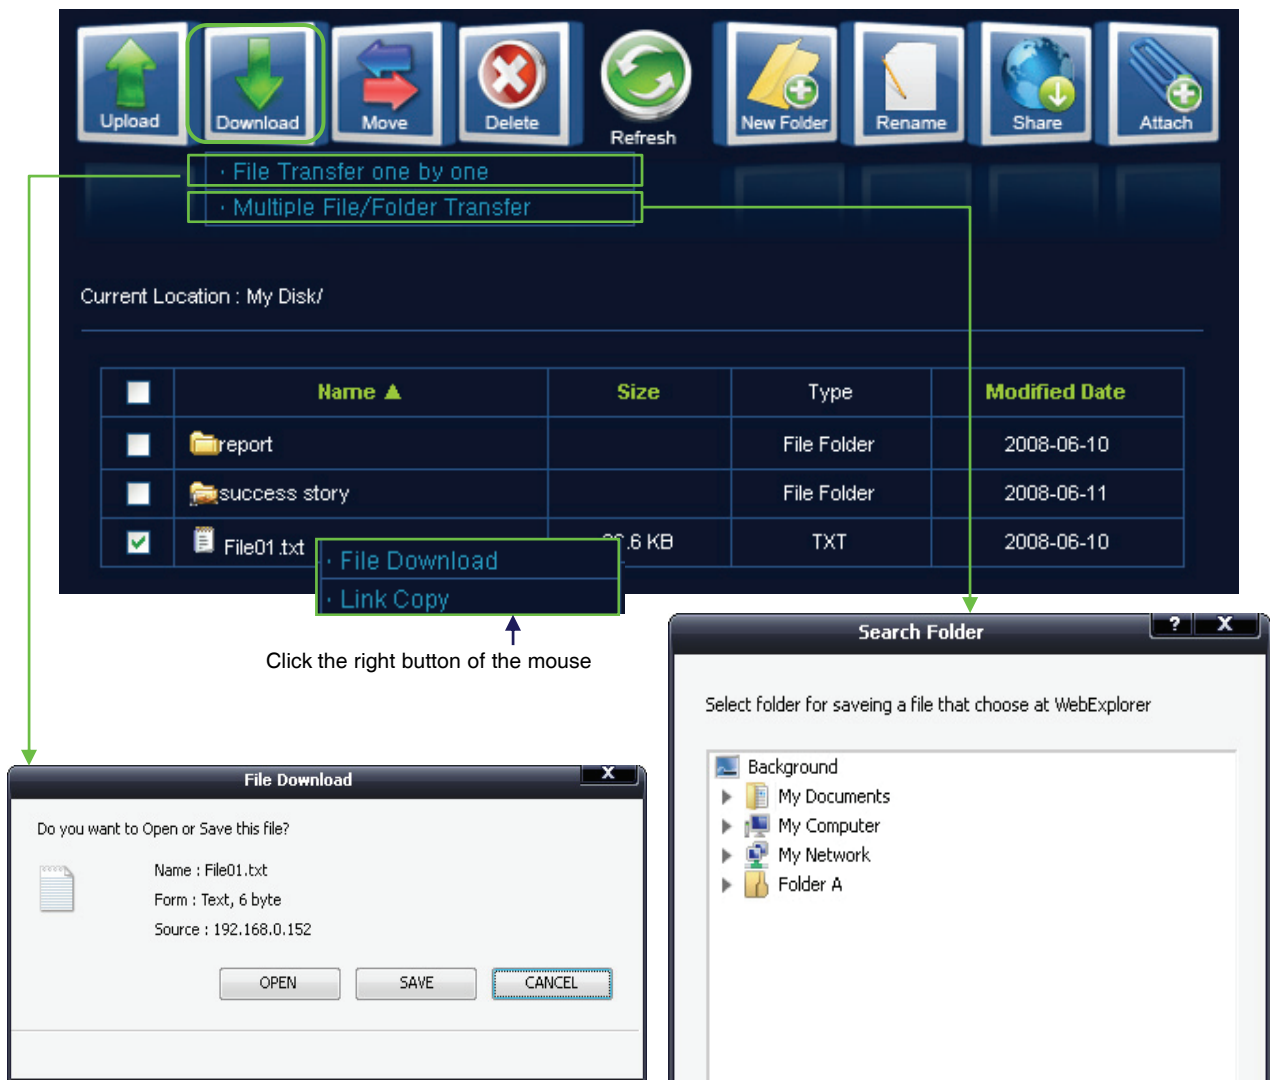 Upload Download Move Delete Refresh New Folder Rename Share Attach
· File Transfer one by one
· Multiple File/Folder Transfer
Current Location : My Disk/
Name ▲ Size Type Modified Date
report File Folder 2008-06-10
success story File Folder 2008-06-11
File01.txt .6 KB TXT 2008-06-10
· File Download
· Link Copy
Click the right button of the mouse
Search Folder ? X
Select folder for saveing a file that choose at WebExplorer
Background
My Documents
My Computer
My Network
Folder A
File Download X
Do you want to Open or Save this file?
Name : File01.txt
Form : Text, 6 byte
Source : 192.168.0.152
OPEN SAVE CANCEL